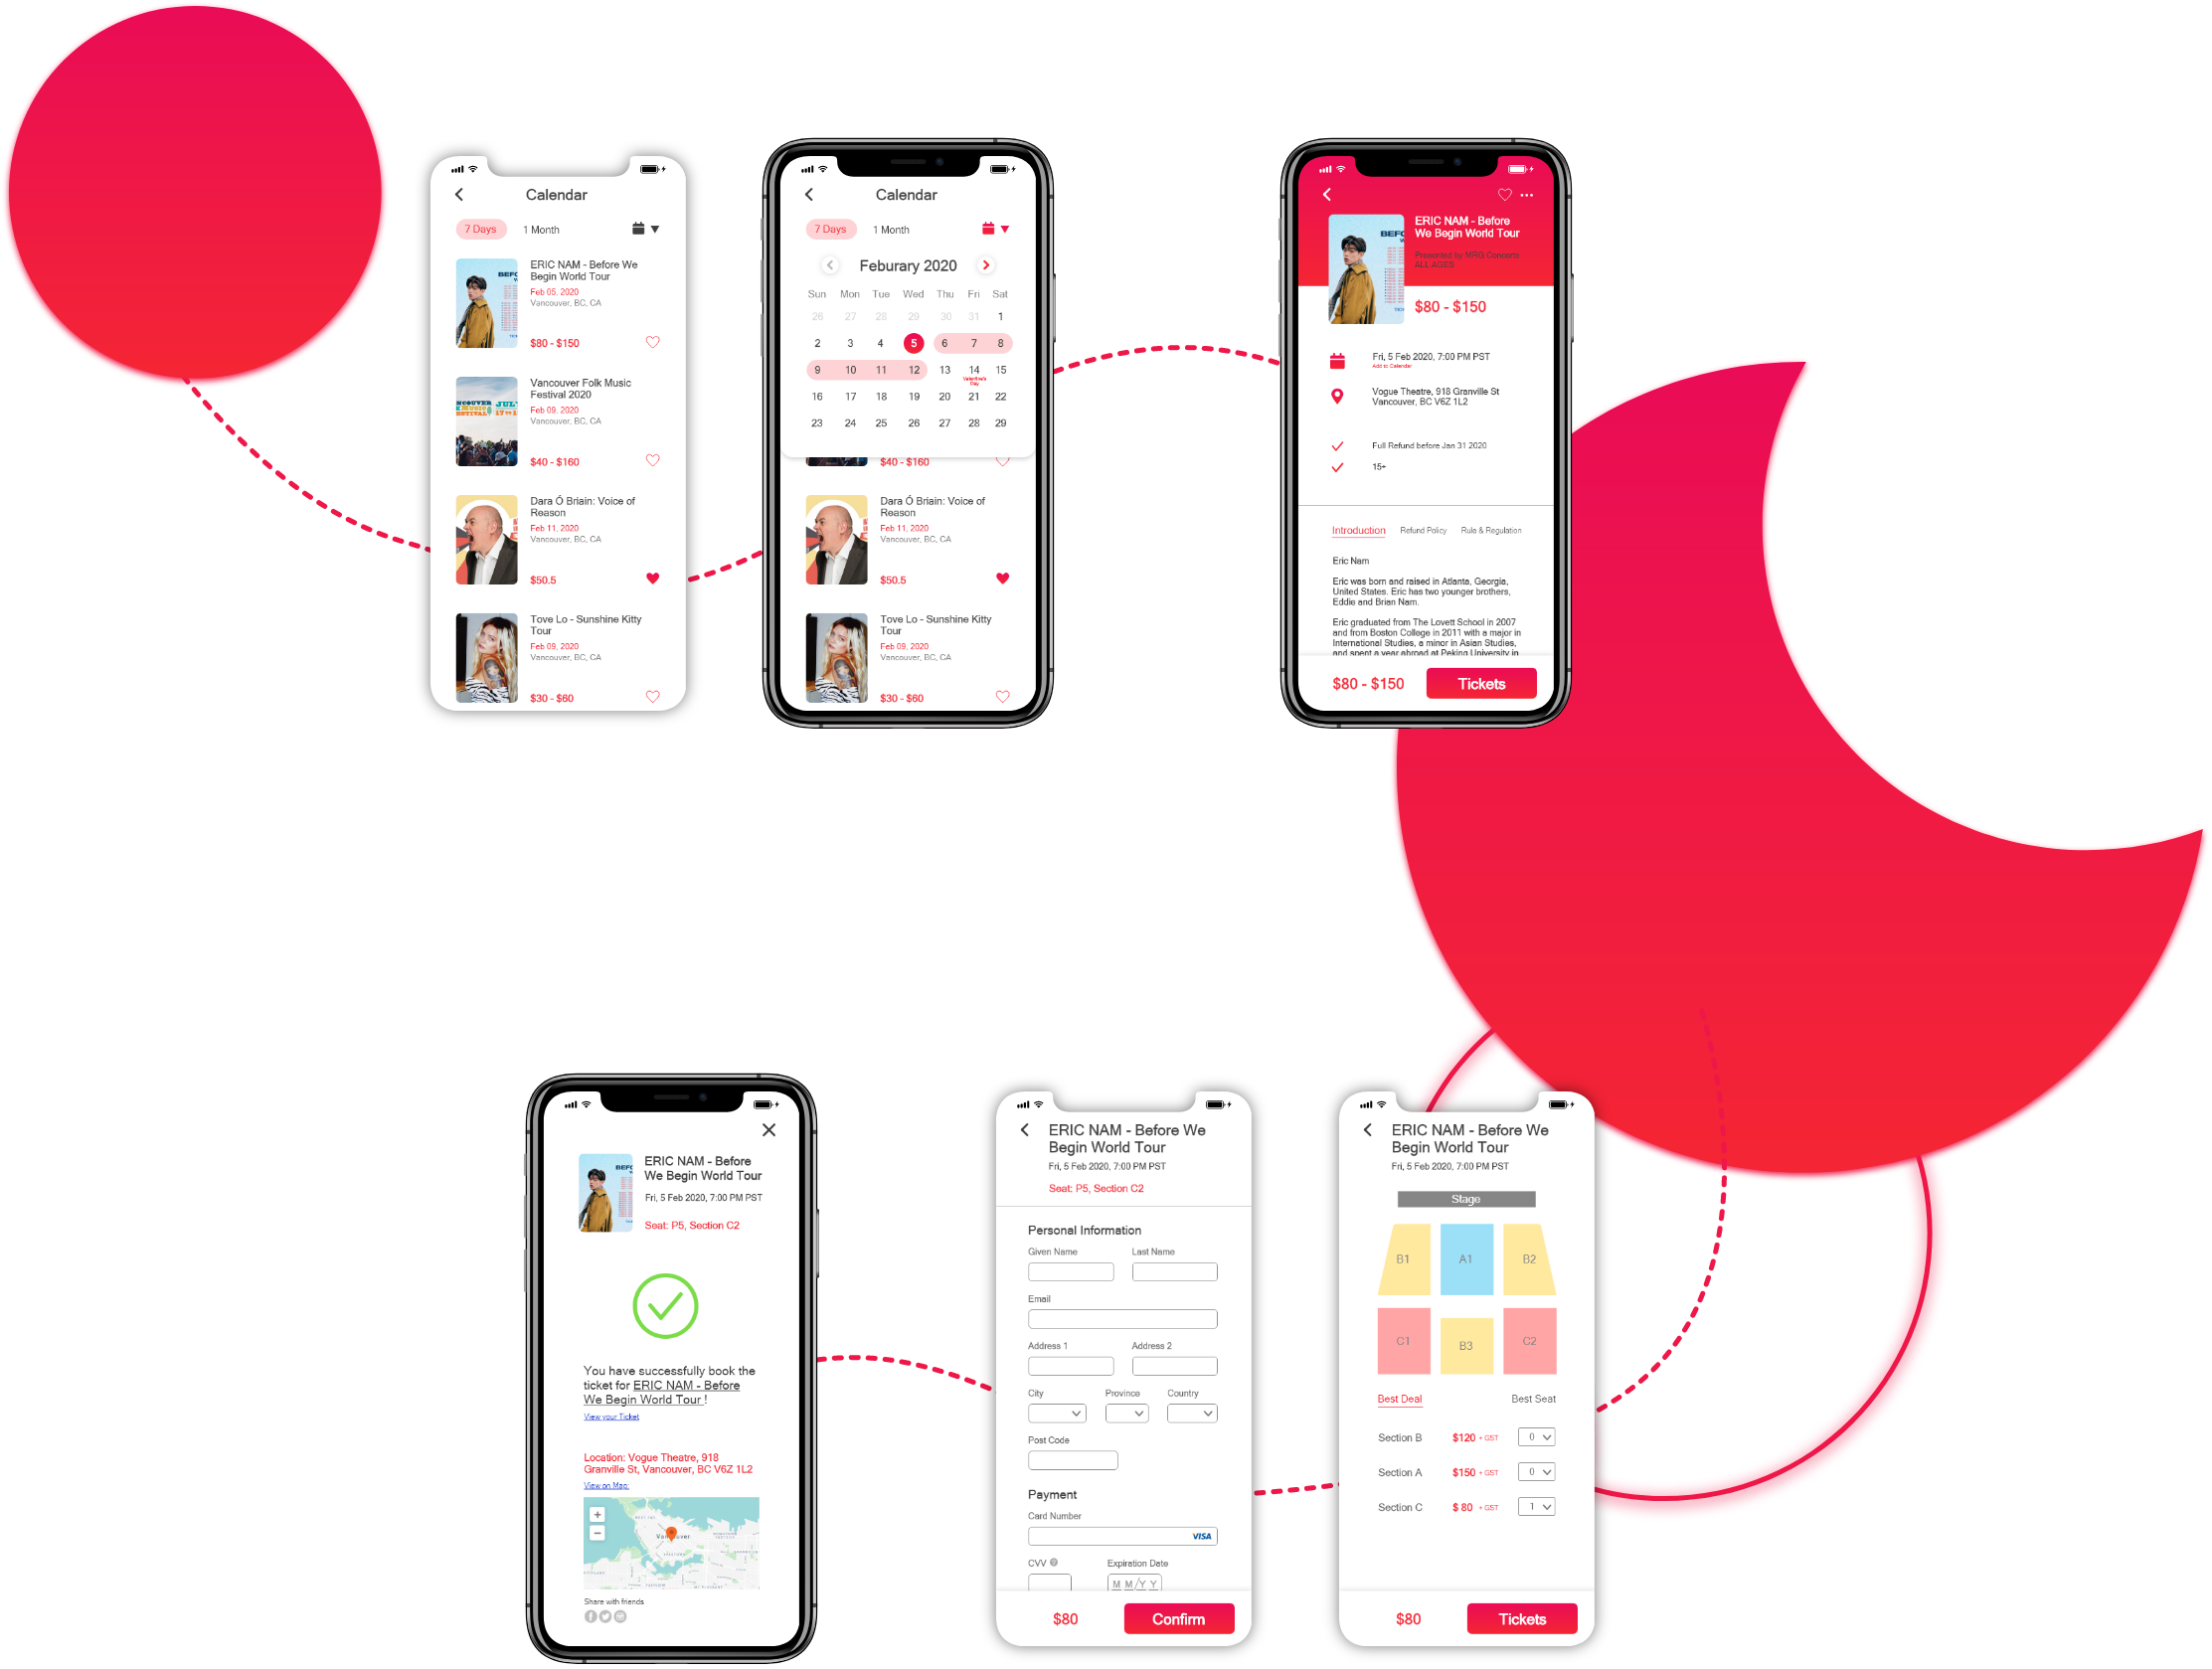 Calendar
7 Days 1 Month
ERIC NAM - Before We
Begin World Tour
Feb 05, 2020
Vancouver, BC, CA
$80 - $150
Vancouver Folk Music
Festival 2020
Feb 09, 2020
Vancouver, BC, CA
$40 - $160
Dara Ó Briain: Voice of
Reason
Feb 11, 2020
Vancouver, BC, CA
$50.5
Tove Lo - Sunshine Kitty
Tour
Feb 09, 2020
Vancouver, BC, CA
$30 - $60
Calendar
7 Days 1 Month
Feburary 2020
Sun Mon Tue Wed Thu Fri Sat
26 27 28 29 30 31 1
2 3 4 5 6 7 8
9 10 11 12 13 14 15
Valentine's
Day
16 17 18 19 20 21 22
23 24 25 26 27 28 29
$40 - $160
Dara Ó Briain: Voice of
Reason
Feb 11, 2020
Vancouver, BC, CA
$50.5
Tove Lo - Sunshine Kitty
Tour
Feb 09, 2020
Vancouver, BC, CA
$30 - $60
ERIC NAM - Before
We Begin World Tour
Presented by MRG Concerts
ALL AGES
$80 - $150
Fri, 5 Feb 2020, 7:00 PM PST
Add to Calendar
Vogue Theatre, 918 Granville St
Vancouver, BC V6Z 1L2
Full Refund before Jan 31 2020
15+
Introduction Refund Policy Rule & Regulation
Eric Nam
Eric was born and raised in Atlanta, Georgia,
United States. Eric has two younger brothers,
Eddie and Brian Nam.
Eric graduated from The Lovett School in 2007
and from Boston College in 2011 with a major in
International Studies, a minor in Asian Studies,
and spent a year abroad at Peking University in
$80 - $150 Tickets
ERIC NAM - Before
We Begin World Tour
Fri, 5 Feb 2020, 7:00 PM PST
Seat: P5, Section C2
You have successfully book the
ticket for ERIC NAM - Before
We Begin World Tour !
View your Ticket
Location: Vogue Theatre, 918
Granville St, Vancouver, BC V6Z 1L2
View on Map:
Vancouver
Share with friends
ERIC NAM - Before We
Begin World Tour
Fri, 5 Feb 2020, 7:00 PM PST
Seat: P5, Section C2
Personal Information
Given Name Last Name
Email
Address 1 Address 2
City Province Country
Post Code
Payment
Card Number
VISA
CVV Expiration Date
MM/YY
$80 Confirm
ERIC NAM - Before We
Begin World Tour
Fri, 5 Feb 2020, 7:00 PM PST
Stage
B1 A1 B2
C1 B3 C2
Best Deal Best Seat
Section B $120 + GST 0
Section A $150 + GST 0
Section C $ 80 + GST 1
$80 Tickets